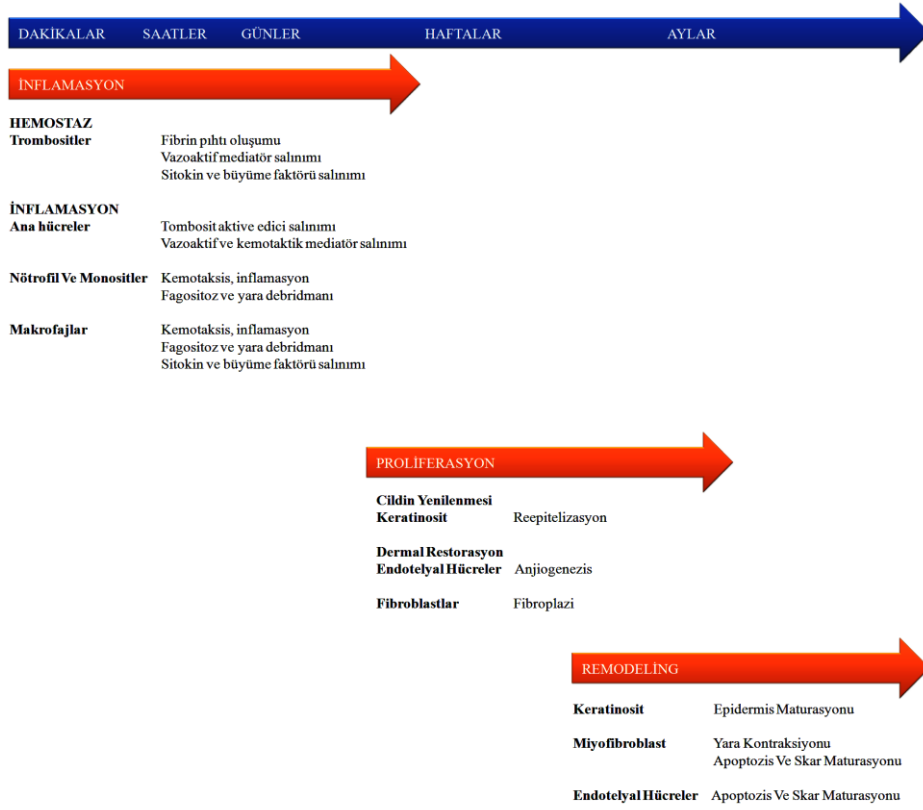 DAKİKALAR SAATLER GÜNLER HAFTALAR AYLAR
İNFLAMASYON
HEMOSTAZ
Trombositler Fibrin pıhtı oluşumu
Vazoaktif mediatör salınımı
Sitokin ve büyüme faktörü salınımı
İNFLAMASYON
Ana hücreler Tombosit aktive edici salınımı
Vazoaktif ve kemotaktik mediatör salınımı
Nötrofil Ve Monositler Kemotaksis, inflamasyon
Fagositoz ve yara debridmanı
Makrofajlar Kemotaksis, inflamasyon
Fagositoz ve yara debridmanı
Sitokin ve büyüme faktörü salınımı
PROLİFERASYON
Cildin Yenilenmesi
Keratinosit Reepitelizasyon
Dermal Restorasyon
Endotelyal Hücreler Anjiogenezis
Fibroblastlar Fibroplazi
REMODELİNG
Keratinosit Epidermis Maturasyonu
Miyofibroblast Yara Kontraksiyonu
Apoptozis Ve Skar Maturasyonu
Endotelyal Hücreler Apoptozis Ve Skar Maturasyonu